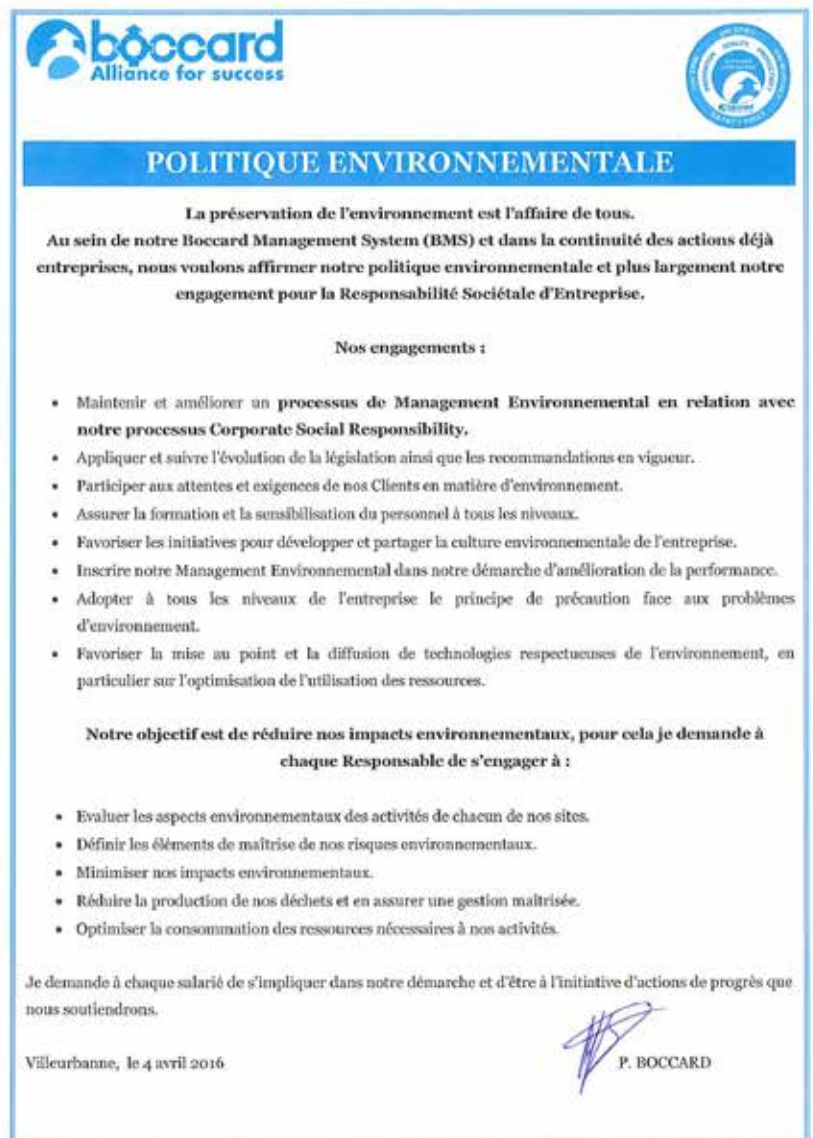 boccard
Alliance for success
POLITIQUE ENVIRONNEMENTALE
La préservation de l'environnement est l'affaire de tous.
Au sein de notre Boccard Management System (BMS) et dans la continuité des actions déjà
entreprises, nous voulons affirmer notre politique environnementale et plus largement notre
engagement pour la Responsabilité Sociétale d'Entreprise.
Nos engagements :
• Maintenir et améliorer un processus de Management Environnemental en relation avec
notre processus Corporate Social Responsibility.
• Appliquer et suivre l'évolution de la législation ainsi que les recommandations en vigueur.
• Participer aux attentes et exigences de nos Clients en matière d'environnement.
• Assurer la formation et la sensibilisation du personnel à tous les niveaux.
• Favoriser les initiatives pour développer et partager la culture environnementale de l'entreprise.
• Inscrire notre Management Environnemental dans notre démarche d'amélioration de la performance.
• Adopter à tous les niveaux de l'entreprise le principe de précaution face aux problèmes
d'environnement.
• Favoriser la mise au point et la diffusion de technologies respectueuses de l'environnement, en
particulier sur l'optimisation de l'utilisation des ressources.
Notre objectif est de réduire nos impacts environnementaux, pour cela je demande à
chaque Responsable de s'engager à :
• Evaluer les aspects environnementaux des activités de chacun de nos sites.
• Définir les éléments de maîtrise de nos risques environnementaux.
• Minimiser nos impacts environnementaux.
• Réduire la production de nos déchets et en assurer une gestion maîtrisée.
• Optimiser la consommation des ressources nécessaires à nos activités.
Je demande à chaque salarié de s'impliquer dans notre démarche et d'être à l'initiative d'actions de progrès que
nous soutiendrons.
Villeurbanne, le 4 avril 2016
P. BOCCARD